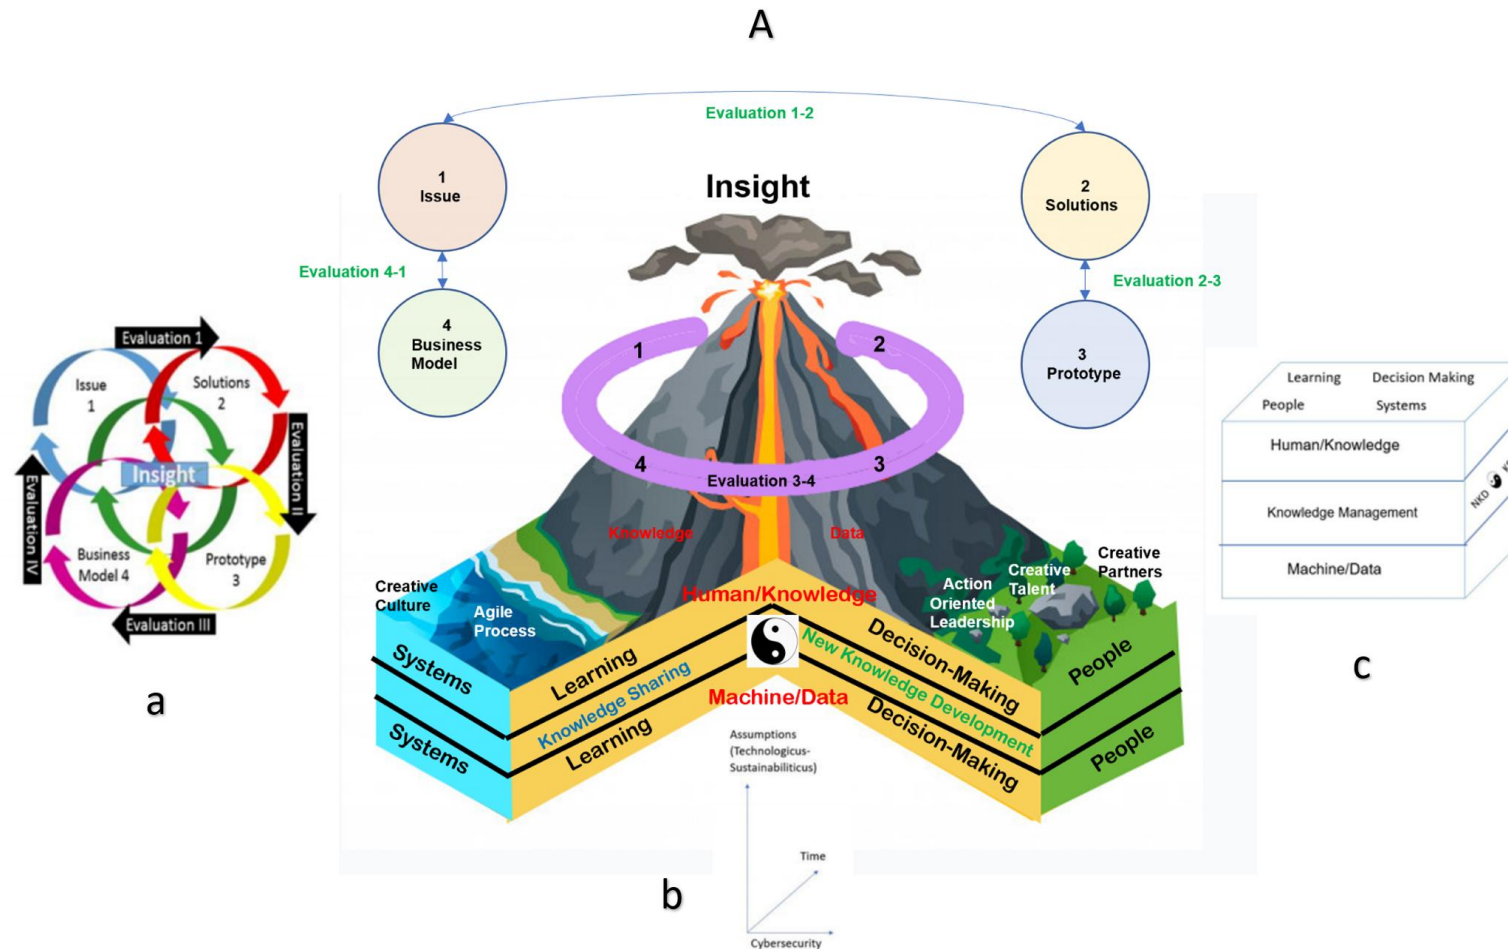 A
Evaluation 1-2
1
Issue
2
Solutions
Insight
Evaluation 4-1
Evaluation 2-3
4
Business
Model
3
Prototype
1
2
4
3
Evaluation 3-4
Knowledge
Data
Creative
Culture
Agile
Process
Action
Oriented
Leadership
Creative
Talent
Creative
Partners
Human/Knowledge
Systems
Learning
Decision-Making
People
Knowledge Sharing
New Knowledge Development
Machine/Data
Systems
Learning
Decision-Making
People
Assumptions
(Technologicus-
Sustainabiliticus)
Time
Cybersecurity
b
Evaluation 1
Issue
1
Solutions
2
Evaluation II
Insight
Evaluation IV
Business
Model 4
Prototype
3
Evaluation III
a
Learning
Decision Making
People
Systems
Human/Knowledge
Knowledge Management
Machine/Data
NKD
c